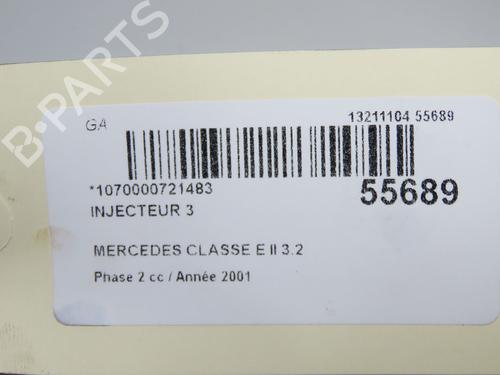 B-PARTS
GA
13211104 55689
*1070000721483
55689
INJECTEUR 3
MERCEDES CLASSE E II 3.2
Phase 2 cc / Année 2001